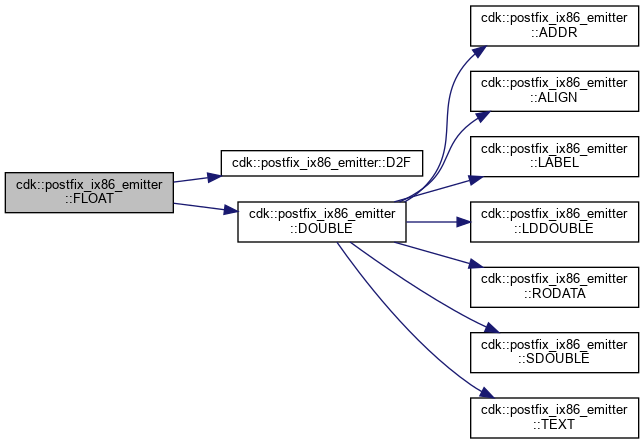 cdk::postfix_ix86_emitter
::FLOAT
cdk::postfix_ix86_emitter::D2F
cdk::postfix_ix86_emitter
::DOUBLE
cdk::postfix_ix86_emitter
::ADDR
cdk::postfix_ix86_emitter
::ALIGN
cdk::postfix_ix86_emitter
::LABEL
cdk::postfix_ix86_emitter
::LDDOUBLE
cdk::postfix_ix86_emitter
::RODATA
cdk::postfix_ix86_emitter
::SDOUBLE
cdk::postfix_ix86_emitter
::TEXT